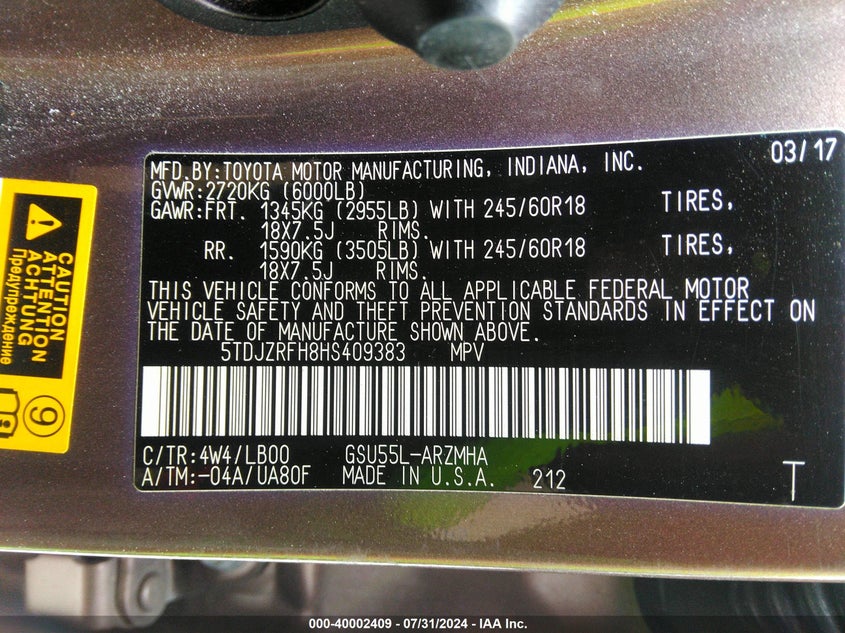 03/17
MFD.BY:TOYOTA MOTOR MANUFACTURING, INDIANA, INC.
GVWR:2720KG (6000LB)
GAWR:FRT. 1345KG (2955LB) WITH 245/60R18 TIRES,
18X7.5J RIMS.
RR. 1590KG (3505LB) WITH 245/60R18 TIRES,
18X7.5J RIMS.
THIS VEHICLE CONFORMS TO ALL APPLICABLE FEDERAL MOTOR
VEHICLE SAFETY AND THEFT PREVENTION STANDARDS IN EFFECT ON
THE DATE OF MANUFACTURE SHOWN ABOVE.
5TDJZRFH8HS409383 MPV
C/TR:4W4/LB00 GSU55L-ARZMHA
A/TM:-04A/UA80F MADE IN U.S.A. 212
T
CAUTION
ATTENTION
ACHTUNG
Предупреждение
9
000-40002409 - 07/31/2024 - IAA Inc.